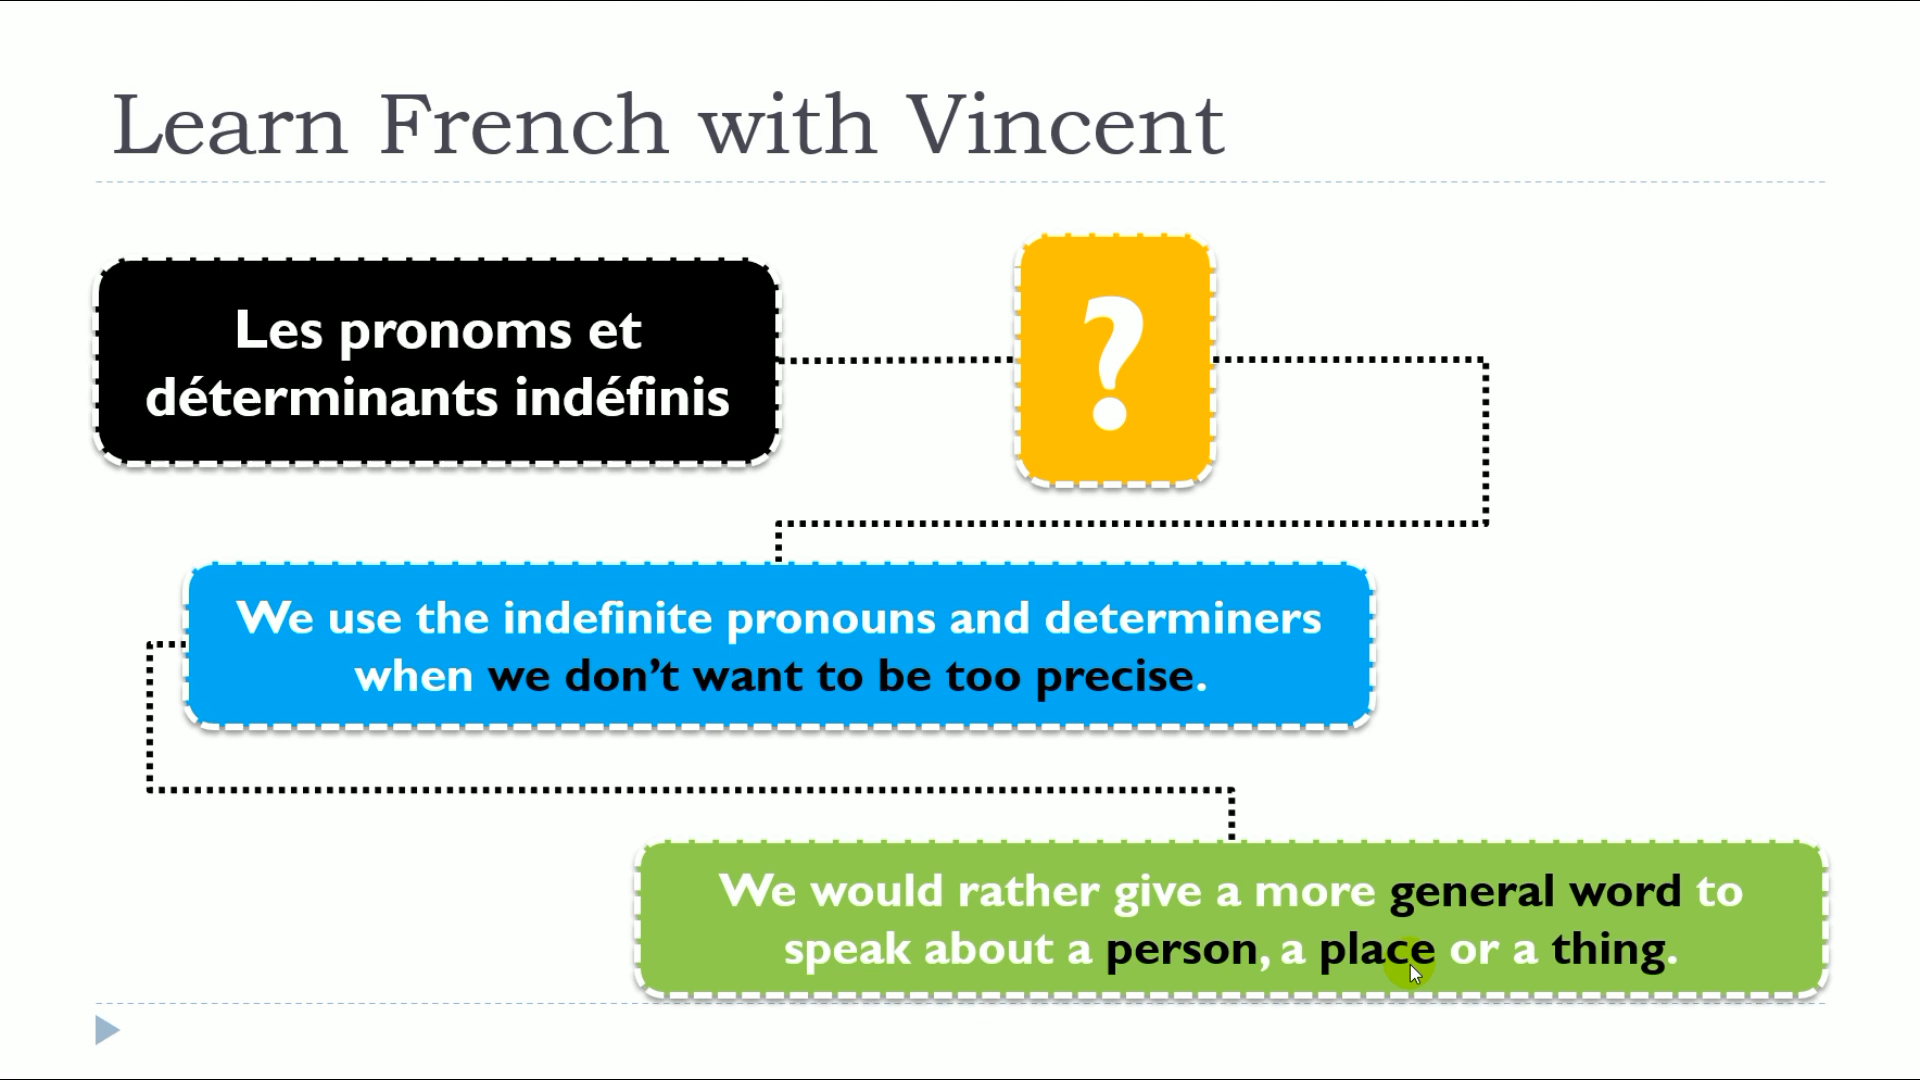 Learn French with Vincent
Les pronoms et
déterminants indéfinis
?
We use the indefinite pronouns and determiners
when we don’t want to be too precise.
We would rather give a more general word to
speak about a person, a place or a thing.